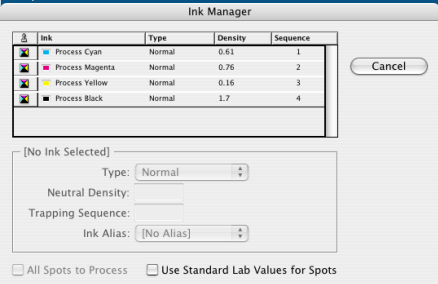 Ink Manager
Ink Type Density Sequence
Process Cyan Normal 0.61 1
Process Magenta Normal 0.76 2
Process Yellow Normal 0.16 3
Process Black Normal 1.7 4
Cancel
[No Ink Selected]
Type: Normal
Neutral Density:
Trapping Sequence:
Ink Alias: [No Alias]
All Spots to Process Use Standard Lab Values for Spots